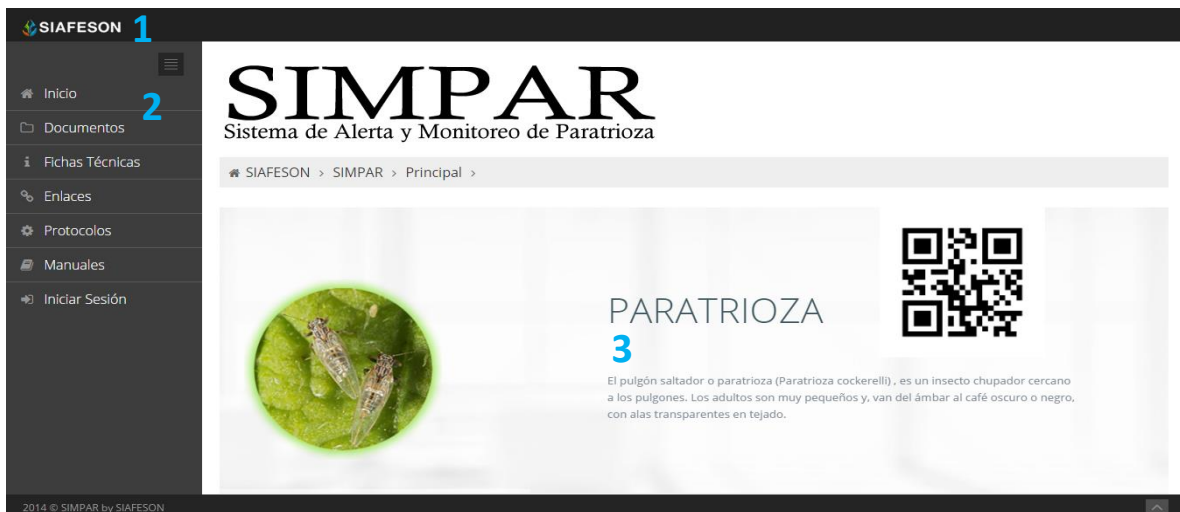 SIAFESON 1
Inicio
2
Documentos
Fichas Técnicas
Enlaces
Protocolos
Manuales
Iniciar Sesión
SIMPAR
Sistema de Alerta y Monitoreo de Paratrioza
SIAFESON > SIMPAR > Principal >
PARATRIOZA
3
El pulgón saltador o paratrioza (Paratrioza cockerelli) , es un insecto chupador cercano
a los pulgones. Los adultos son muy pequeños y, van del ámbar al café oscuro o negro,
con alas transparentes en tejado.
2014 © SIMPAR by SIAFESON